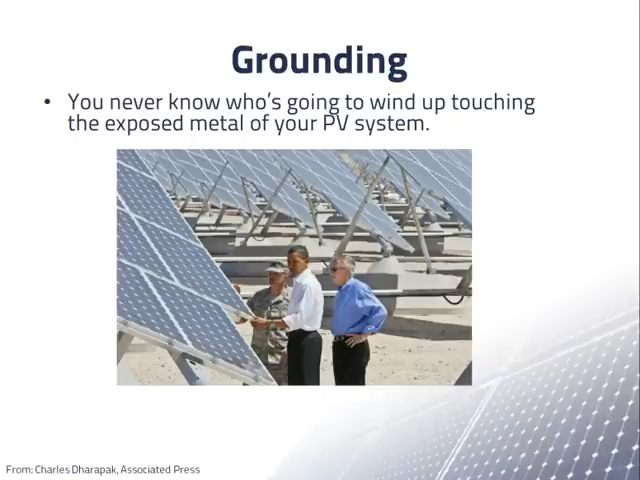 Grounding
• You never know who's going to wind up touching
the exposed metal of your PV system.
From: Charles Dharapak, Associated Press